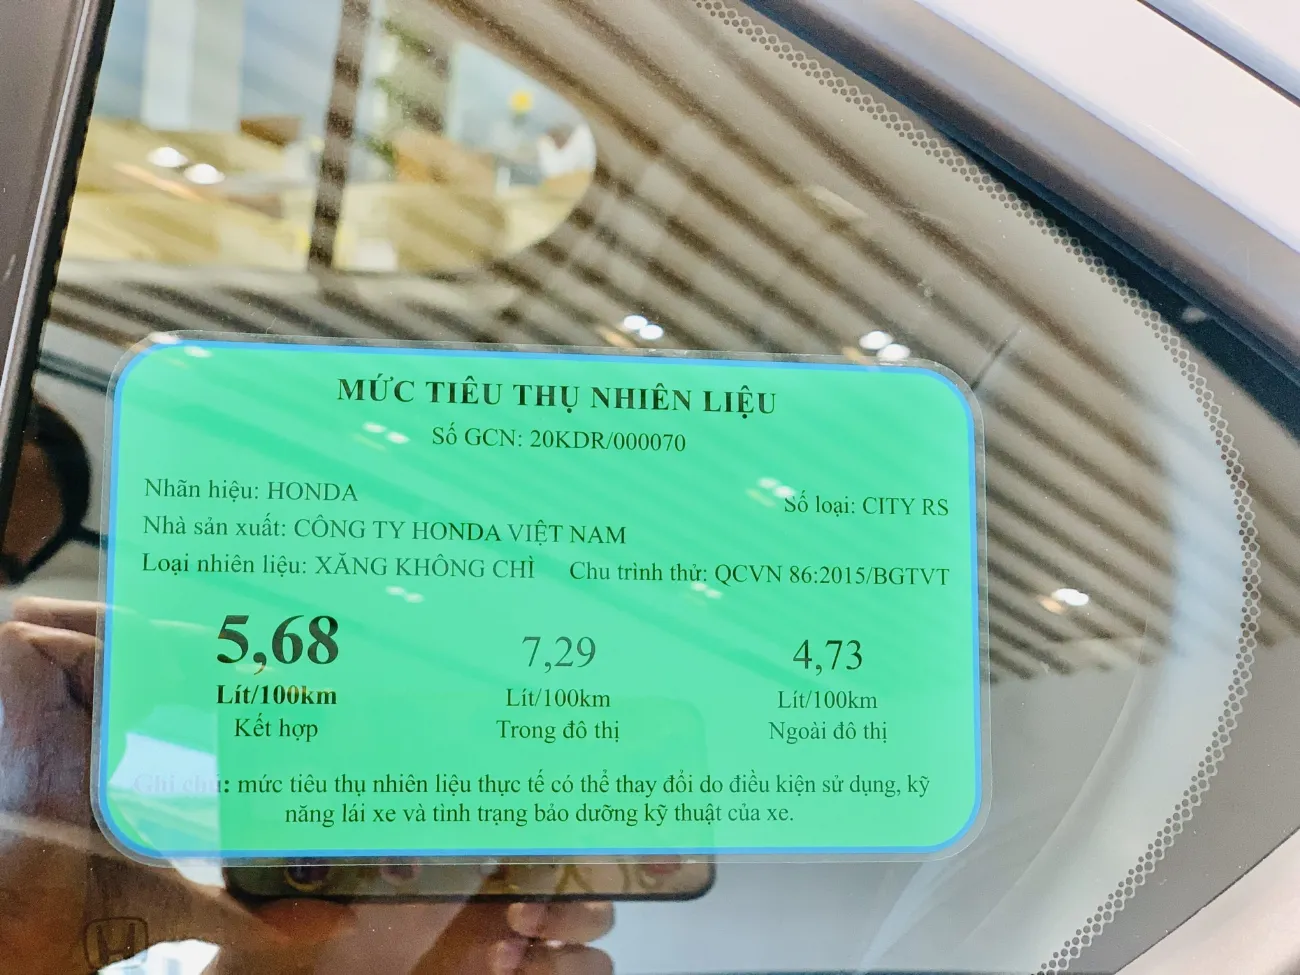 MỨC TIÊU THỤ NHIÊN LIỆU
Số GCN: 20KDR/000070
Nhãn hiệu: HONDA
Số loại: CITY RS
Nhà sản xuất: CÔNG TY HONDA VIỆT NAM
Loại nhiên liệu: XĂNG KHÔNG CHÌ Chu trình thử: QCVN 86:2015/BGTVT
5,68 7,29 4,73
Lít/100km Lít/100km Lít/100km
Kết hợp Trong đô thị Ngoài đô thị
Ghi chú: mức tiêu thụ nhiên liệu thực tế có thể thay đổi do điều kiện sử dụng, kỹ
năng lái xe và tình trạng bảo dưỡng kỹ thuật của xe.